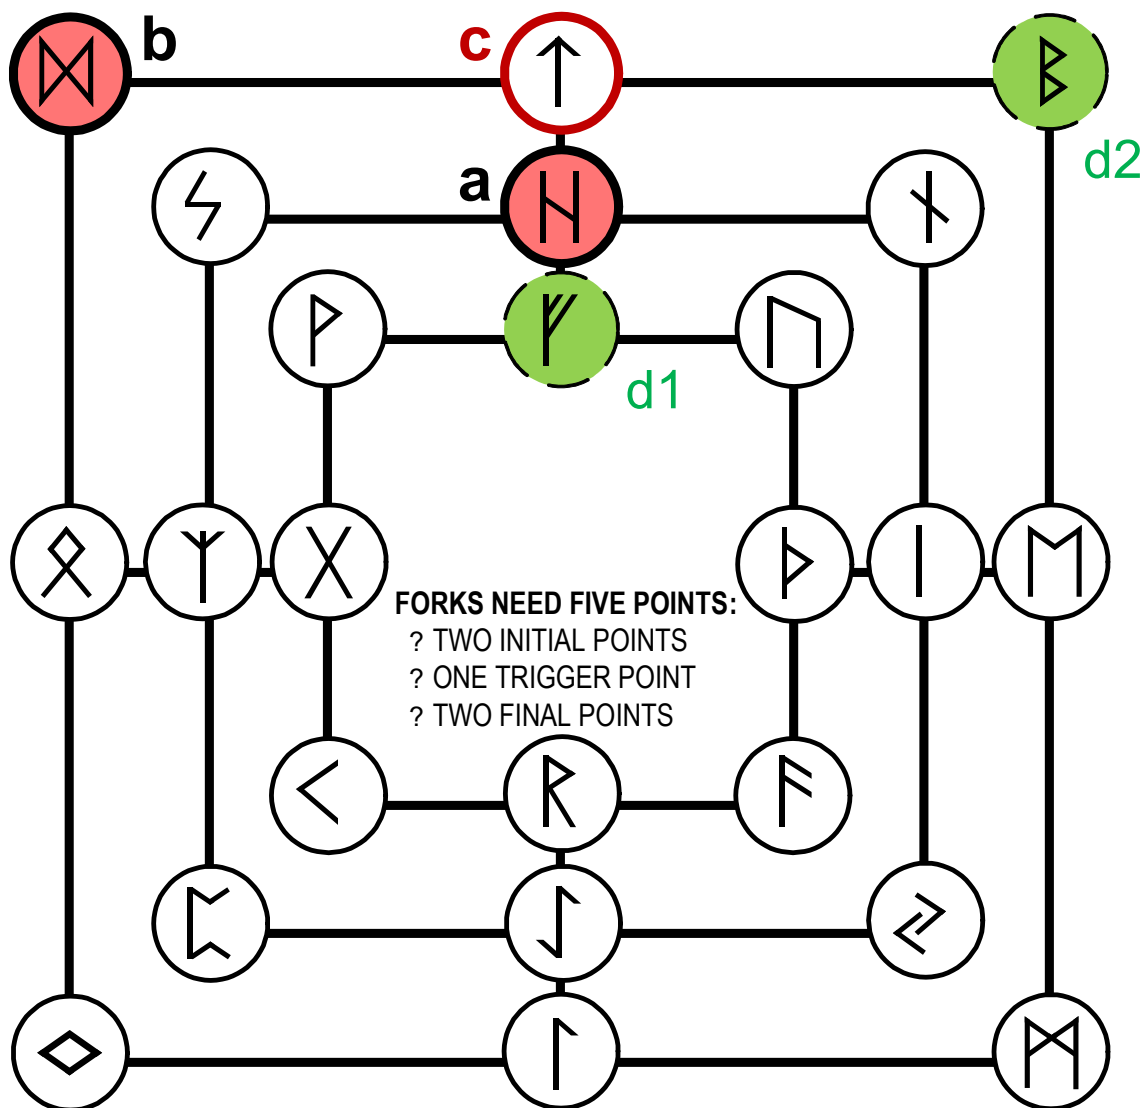 ᛞ b c ᛏ ᛒ
d2
ᛋ a ᚺ ᚾ
ᚹ ᚠ ᚢ
d1
ᛟ ᛉ ᚷ ᚦ ᛁ ᛖ
FORKS NEED FIVE POINTS:
? TWO INITIAL POINTS
? ONE TRIGGER POINT
? TWO FINAL POINTS
ᚲ ᚱ ᚨ
ᛈ ᛇ ᛃ
ᛜ ᛚ ᛗ